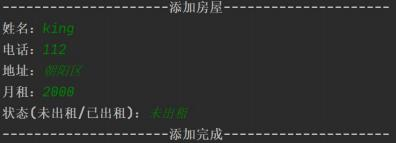 ---------------------添加房屋---------------------
姓名：king
电话：112
地址：朝阳区
月租：2000
状态(未出租/已出租)：未出租
---------------------添加完成---------------------